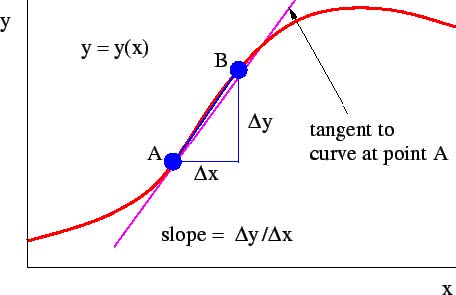 y
y = y(x)
B
Δy
tangent to
curve at point A
A
Δx
slope = Δy/Δx
x